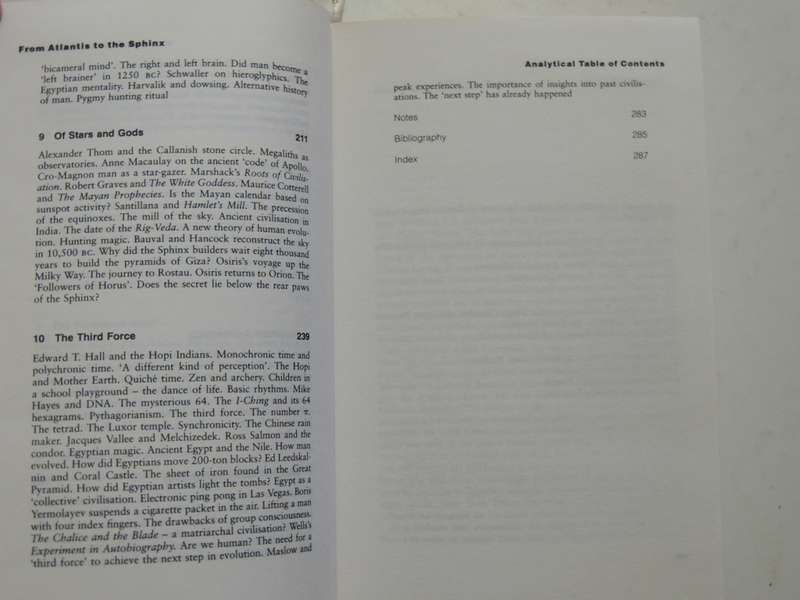 From Atlantis to the Sphinx
'bicameral mind'. The right and left brain. Did man become a
'left brainer' in 1250 BC? Schwaller on hieroglyphics. The
Egyptian mentality. Harvalik and dowsing. Alternative history
of man. Pygmy hunting ritual
9 Of Stars and Gods 211
Alexander Thom and the Callanish stone circle. Megaliths as
observatories. Anne Macaulay on the ancient 'code' of Apollo.
Cro-Magnon man as a star-gazer. Marshack's Roots of Civilis-
ation. Robert Graves and The White Goddess. Maurice Cotterell
and The Mayan Prophecies. Is the Mayan calendar based on
sunspot activity? Santillana and Hamlet's Mill. The precession
of the equinoxes. The mill of the sky. Ancient civilisation in
India. The date of the Rig-Veda. A new theory of human evolu-
tion. Hunting magic. Bauval and Hancock reconstruct the sky
in 10,500 BC. Why did the Sphinx builders wait eight thousand
years to build the pyramids of Giza? Osiris's voyage up the
Milky Way. The journey to Rostau. Osiris returns to Orion. The
'Followers of Horus'. Does the secret lie below the rear paws
of the Sphinx?
10 The Third Force 239
Edward T. Hall and the Hopi Indians. Monochronic time and
polychronic time. 'A different kind of perception'. The Hopi
and Mother Earth. Quiché time. Zen and archery. Children in
a school playground – the dance of life. Basic rhythms. Mike
Hayes and DNA. The mysterious 64. The I-Ching and its 64
hexagrams. Pythagorianism. The third force. The number π.
The tetrad. The Luxor temple. Synchronicity. The Chinese rain
maker. Jacques Vallee and Melchizedek. Ross Salmon and the
condor. Egyptian magic. Ancient Egypt and the Nile. How man
evolved. How did Egyptians move 200-ton blocks? Ed Leedskal-
nin and Coral Castle. The sheet of iron found in the Great
Pyramid. How did Egyptian artists light the tombs? Egypt as a
'collective' civilisation. Electronic ping pong in Las Vegas. Boris
Yermolayev suspends a cigarette packet in the air. Lifting a man
with four index fingers. The drawbacks of group consciousness.
The Chalice and the Blade – a matriarchal civilisation? Wells's
Experiment in Autobiography. Are we human? The need for a
'third force' to achieve the next step in evolution. Maslow and
Analytical Table of Contents
peak experiences. The importance of insights into past civilis-
ations. The 'next step' has already happened
Notes 283
Bibliography 285
Index 287